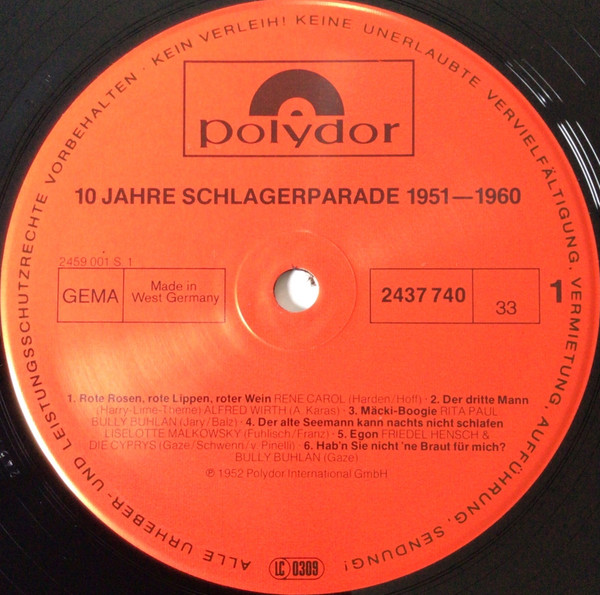 ALLE URHEBER- UND LEISTUNGSSCHUTZRECHTE VORBEHALTEN · KEIN VERLEIH! KEINE UNERLAUBTE VERVIELFÄLTIGUNG, VERMIETUNG, AUFFÜHRUNG, SENDUNG!
polydor
10 JAHRE SCHLAGERPARADE 1951—1960
2459 001 S 1
GEMA
Made in
West Germany
2437 740
33
1
1. Rote Rosen, rote Lippen, roter Wein RENE CAROL (Harden/Hoff) · 2. Der dritte Mann
(Harry-Lime-Theme) ALFRED WIRTH (A. Karas) · 3. Mäcki-Boogie RITA PAUL
BULLY BUHLAN (Jary/Balz) · 4. Der alte Seemann kann nachts nicht schlafen
LISELOTTE MALKOWSKY (Fuhlisch/Franz) · 5. Egon FRIEDEL HENSCH &
DIE CYPRYS (Gaze/Schwenn/v. Pinelli) · 6. Hab'n Sie nicht 'ne Braut für mich?
BULLY BUHLAN (Gaze)
℗ 1952 Polydor International GmbH
LC 0309